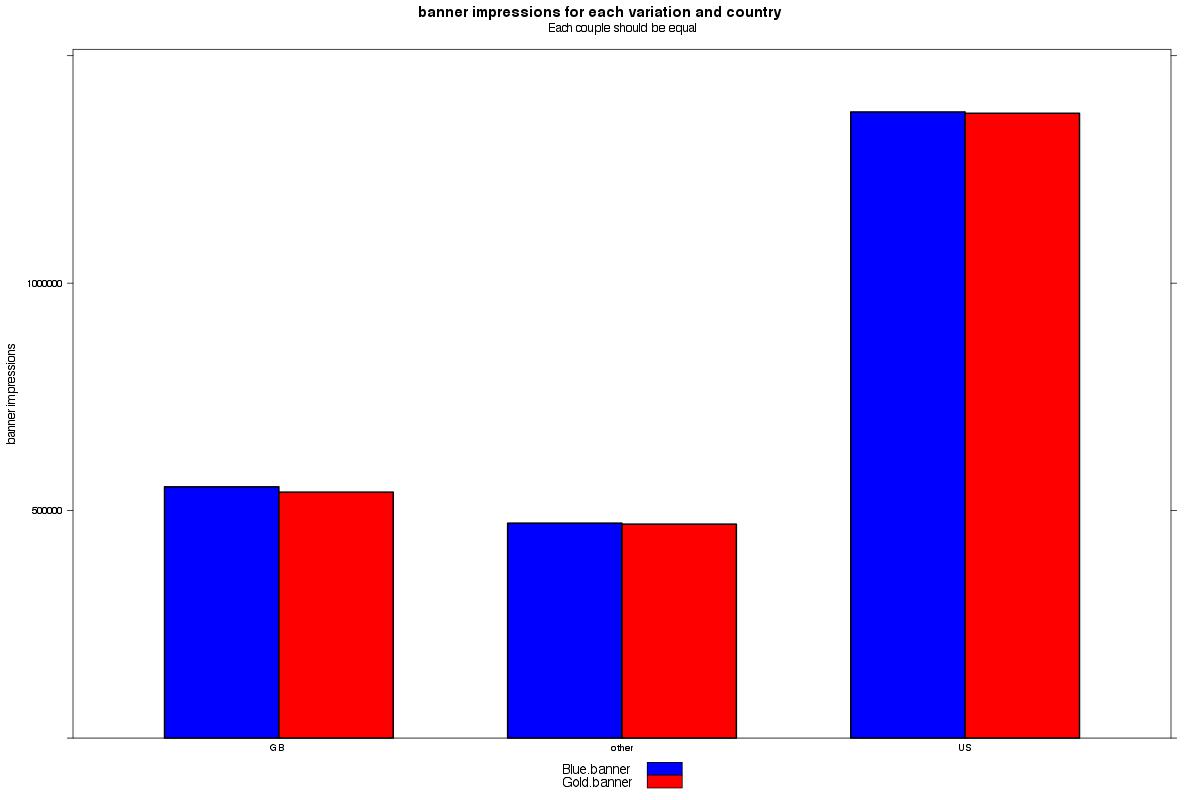 banner impressions for each variation and country
Each couple should be equal
1000000
500000
banner impressions
GB
other
US
Blue.banner
Gold.banner